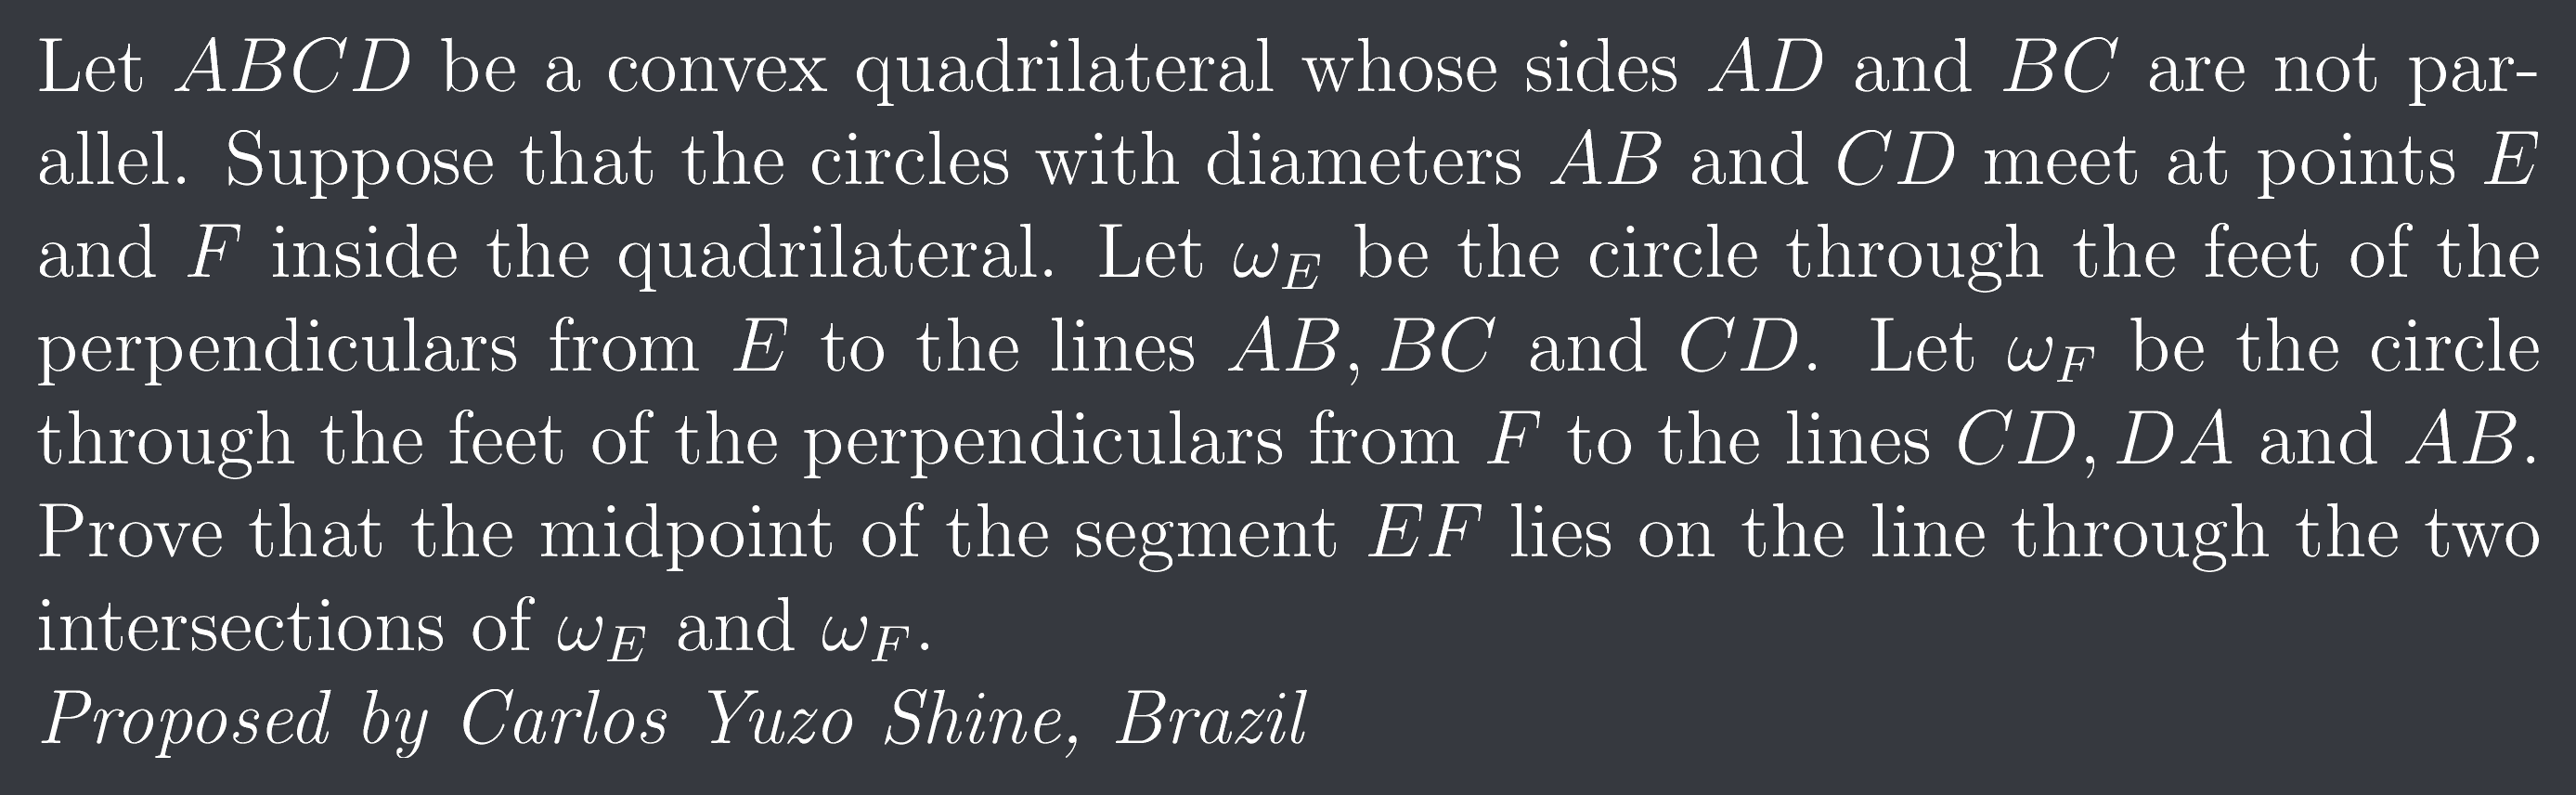 Let ABCD be a convex quadrilateral whose sides AD and BC are not par-
allel. Suppose that the circles with diameters AB and CD meet at points E
and F inside the quadrilateral. Let ω_E be the circle through the feet of the
perpendiculars from E to the lines AB, BC and CD. Let ω_F be the circle
through the feet of the perpendiculars from F to the lines CD, DA and AB.
Prove that the midpoint of the segment EF lies on the line through the two
intersections of ω_E and ω_F.
Proposed by Carlos Yuzo Shine, Brazil